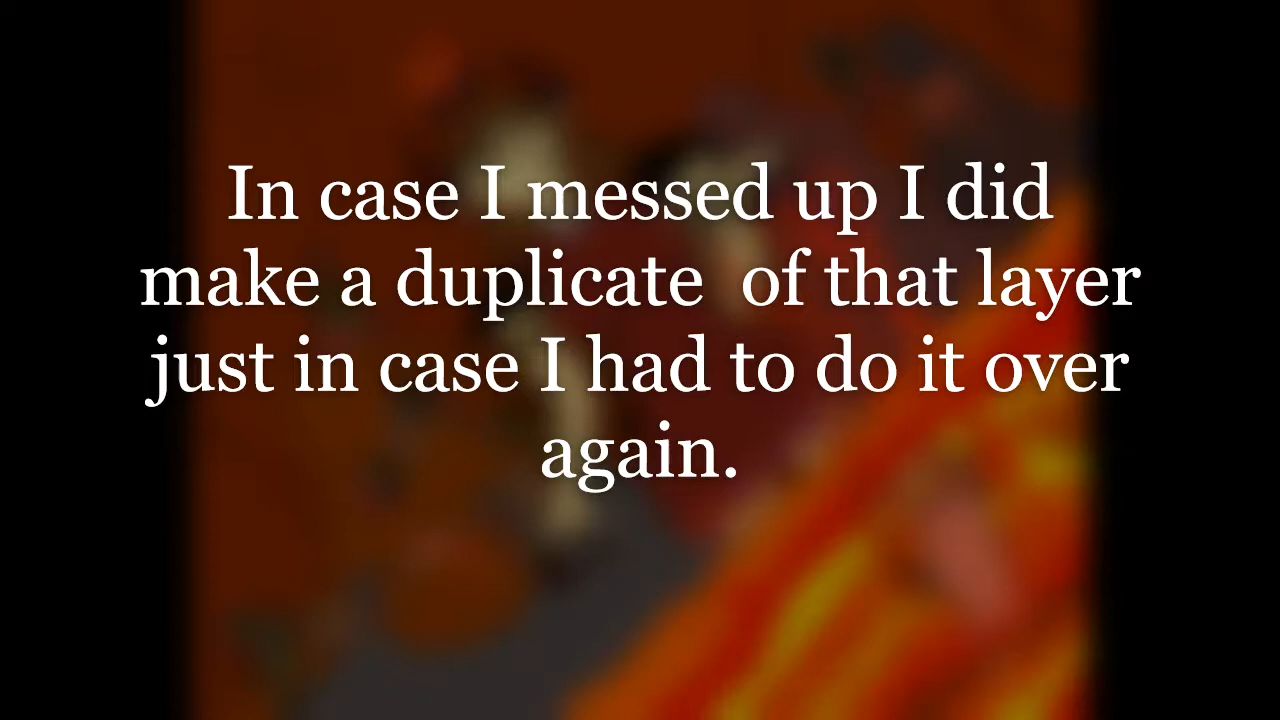 In case I messed up I did
make a duplicate  of that layer
just in case I had to do it over
again.